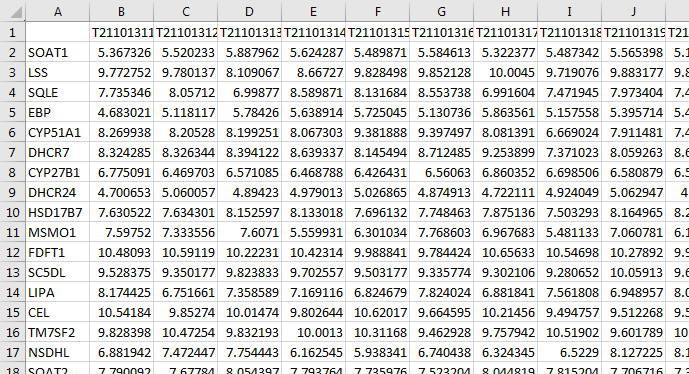 A B C D E F G H I J
1 T21101311 T21101312 T21101313 T21101314 T21101315 T21101316 T21101317 T21101318 T21101319
2 SOAT1 5.367326 5.520233 5.887962 5.624287 5.489871 5.584613 5.322377 5.487342 5.565398 5.1
3 LSS 9.772752 9.780137 8.109067 8.66727 9.828498 9.852128 10.0045 9.719076 9.883177 9.8
4 SQLE 7.735346 8.05712 6.99877 8.589871 8.131684 8.553738 6.991604 7.471945 7.973404 7.4
5 EBP 4.683021 5.118117 5.78426 5.638914 5.725045 5.130736 5.863561 5.157558 5.395714 5.4
6 CYP51A1 8.269938 8.20528 8.199251 8.067303 9.381888 9.397497 8.081391 6.669024 7.911481 7.4
7 DHCR7 8.324285 8.326344 8.394122 8.639337 8.145494 8.712485 9.253899 7.371023 8.059263 8.6
8 CYP27B1 6.775091 6.469703 6.571085 6.468788 6.426431 6.56063 6.860352 6.698506 6.580879 6.5
9 DHCR24 4.700653 5.060057 4.89423 4.979013 5.026865 4.874913 4.722111 4.924049 5.062947 4
10 HSD17B7 7.630522 7.634301 8.152597 8.133018 7.696132 7.748463 7.875136 7.503293 8.164965 8.2
11 MSMO1 7.59752 7.333556 7.6071 5.559931 6.301034 7.768603 6.967683 5.481133 7.060781 6.1
12 FDFT1 10.48093 10.59119 10.22231 10.42314 9.988841 9.784424 10.65633 10.54698 10.27892
13 SC5DL 9.528375 9.350177 9.823833 9.702557 9.503177 9.335774 9.302106 9.280652 10.05913 9.6
14 LIPA 8.174425 6.751661 7.358589 7.169116 6.824679 7.824024 6.881841 7.561808 6.948957 8.0
15 CEL 10.54184 9.85274 10.01474 9.802644 10.62017 9.664595 10.21456 9.494757 9.512268 9.5
16 TM7SF2 9.828398 10.47254 9.832193 10.0013 10.31168 9.462928 9.757942 10.51902 9.601789 10
17 NSDHL 6.881942 7.472447 7.754443 6.162545 5.938341 6.740438 6.324345 6.5229 8.127225 8.1
18 SOAT2 7.790092 7.67784 8.054397 7.793764 7.735976 7.523204 8.044819 7.815204 7.706716